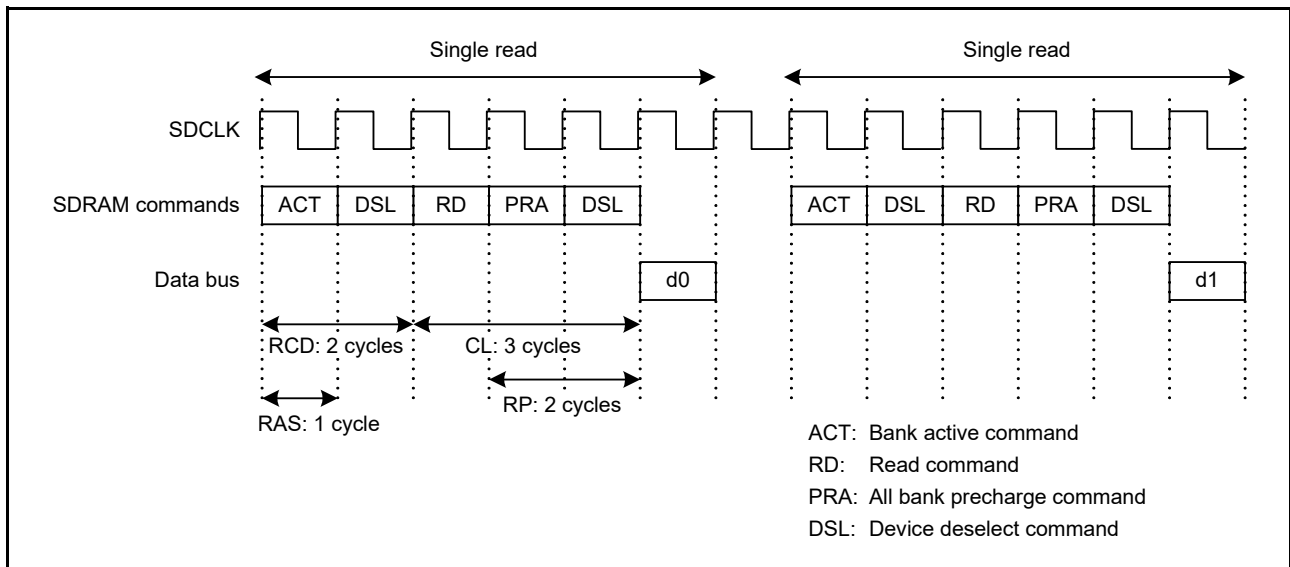 Single read Single read
SDCLK
SDRAM commands ACT DSL RD PRA DSL ACT DSL RD PRA DSL
Data bus d0 d1
RCD: 2 cycles CL: 3 cycles
RP: 2 cycles
RAS: 1 cycle
ACT: Bank active command
RD: Read command
PRA: All bank precharge command
DSL: Device deselect command